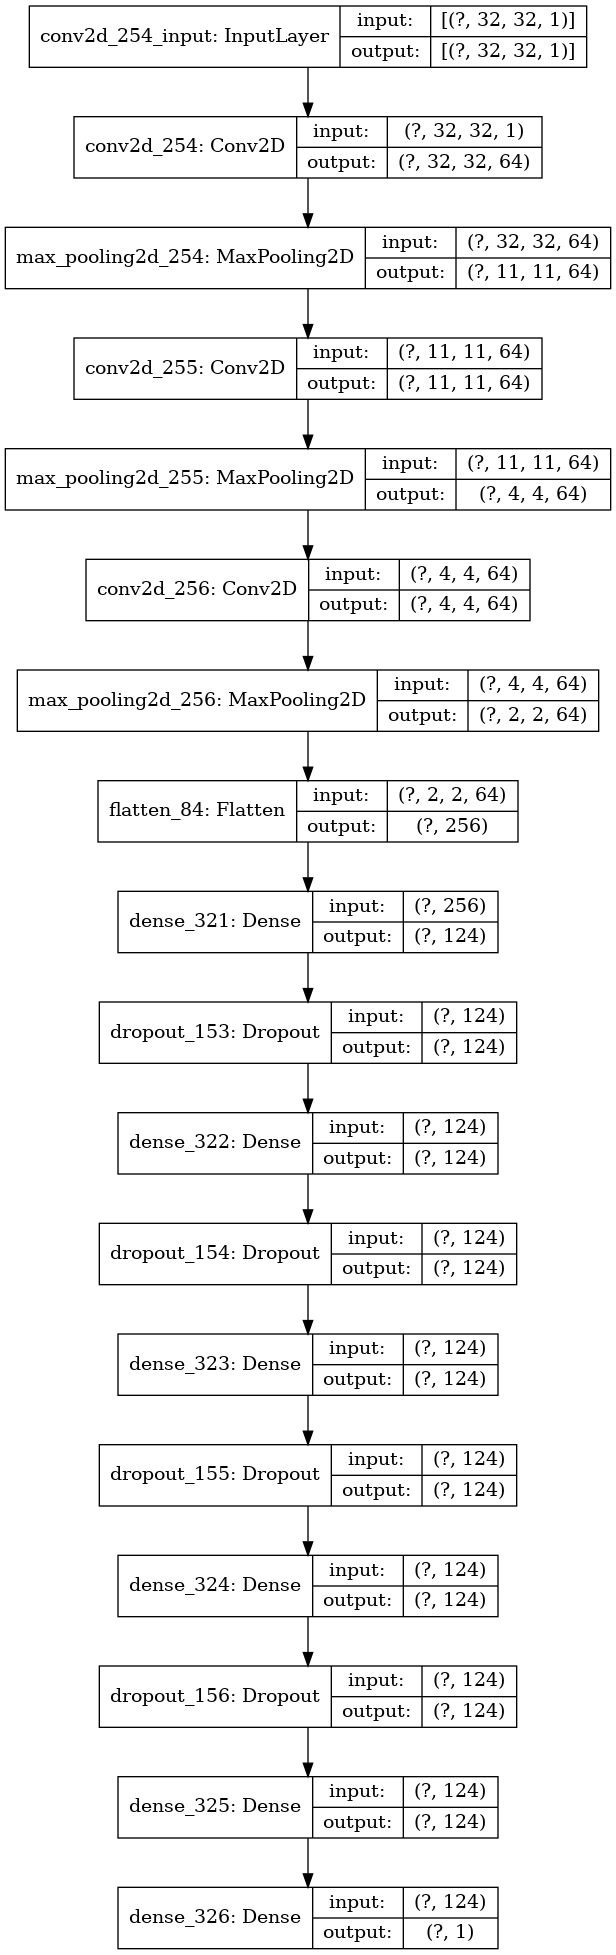 conv2d_254_input: InputLayer
input:
[(?, 32, 32, 1)]
output:
[(?, 32, 32, 1)]
conv2d_254: Conv2D
input:
(?, 32, 32, 1)
output:
(?, 32, 32, 64)
max_pooling2d_254: MaxPooling2D
input:
(?, 32, 32, 64)
output:
(?, 11, 11, 64)
conv2d_255: Conv2D
input:
(?, 11, 11, 64)
output:
(?, 11, 11, 64)
max_pooling2d_255: MaxPooling2D
input:
(?, 11, 11, 64)
output:
(?, 4, 4, 64)
conv2d_256: Conv2D
input:
(?, 4, 4, 64)
output:
(?, 4, 4, 64)
max_pooling2d_256: MaxPooling2D
input:
(?, 4, 4, 64)
output:
(?, 2, 2, 64)
flatten_84: Flatten
input:
(?, 2, 2, 64)
output:
(?, 256)
dense_321: Dense
input:
(?, 256)
output:
(?, 124)
dropout_153: Dropout
input:
(?, 124)
output:
(?, 124)
dense_322: Dense
input:
(?, 124)
output:
(?, 124)
dropout_154: Dropout
input:
(?, 124)
output:
(?, 124)
dense_323: Dense
input:
(?, 124)
output:
(?, 124)
dropout_155: Dropout
input:
(?, 124)
output:
(?, 124)
dense_324: Dense
input:
(?, 124)
output:
(?, 124)
dropout_156: Dropout
input:
(?, 124)
output:
(?, 124)
dense_325: Dense
input:
(?, 124)
output:
(?, 124)
dense_326: Dense
input:
(?, 124)
output:
(?, 1)